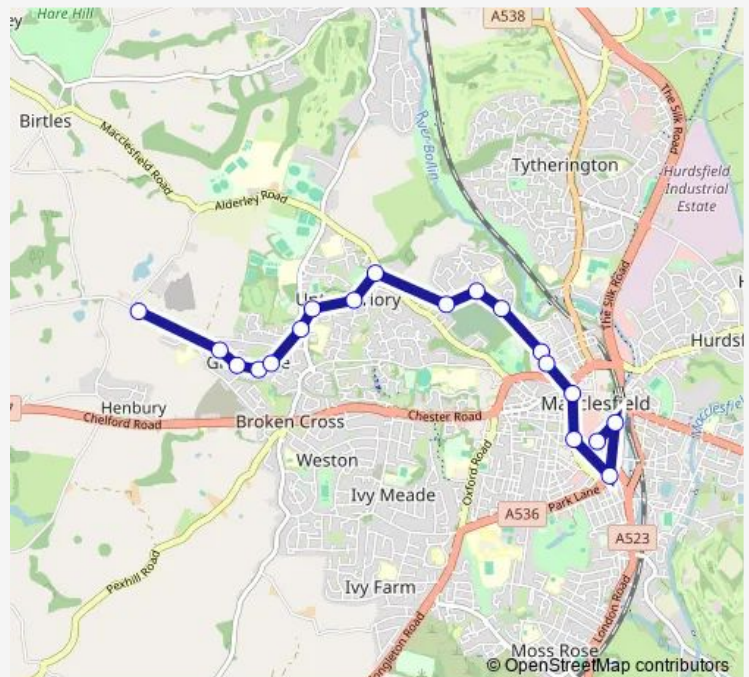 Hare Hill
A538
Birtles
Macclesfield Road
River Bollin
The Silk Road
Tytherington
Hurdsfield
Industrial
Estate
Alderley Road
The Silk Road
Henbury
Chelford Road
Broken Cross
Chester Road
Macclesfield
Weston
Oxford Road
Ivy Meade
Park Lane
A536
A523
Pexhill Road
Ivy Farm
London Road
Moss Rose
© OpenStreetMap contributors